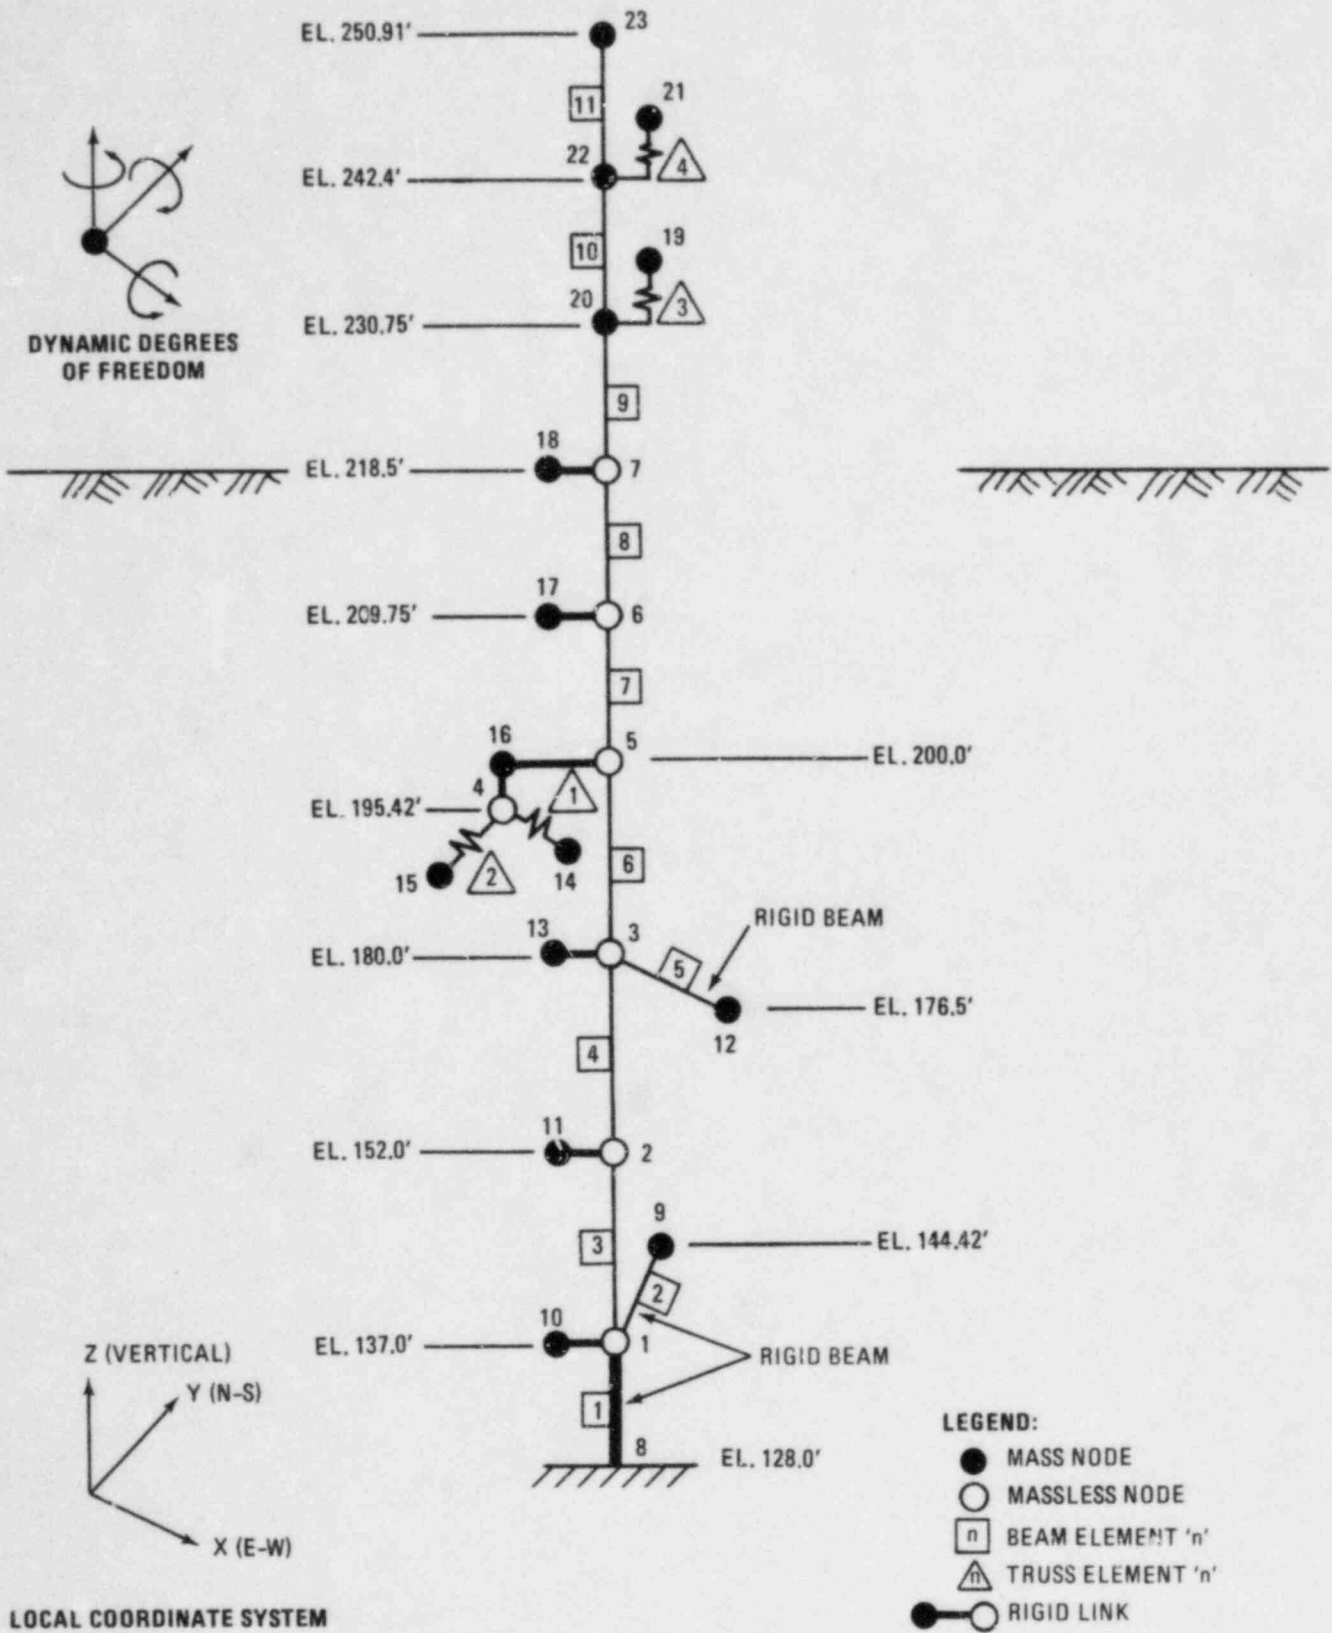 EL. 250.91'
23
11
21
22
4
EL. 242.4'
10
19
20
3
EL. 230.75'
DYNAMIC DEGREES
OF FREEDOM
9
18
EL. 218.5'
7
8
17
EL. 209.75'
6
7
16
5
EL. 200.0'
4
1
EL. 195.42'
6
15
2
14
RIGID BEAM
13
3
EL. 180.0'
5
EL. 176.5'
12
4
11
EL. 152.0'
2
9
3
EL. 144.42'
2
10
EL. 137.0'
1
RIGID BEAM
Z (VERTICAL)
Y (N-S)
1
8
EL. 128.0'
X (E-W)
LOCAL COORDINATE SYSTEM
LEGEND:
MASS NODE
MASSLESS NODE
n BEAM ELEMENT 'n'
n TRUSS ELEMENT 'n'
RIGID LINK